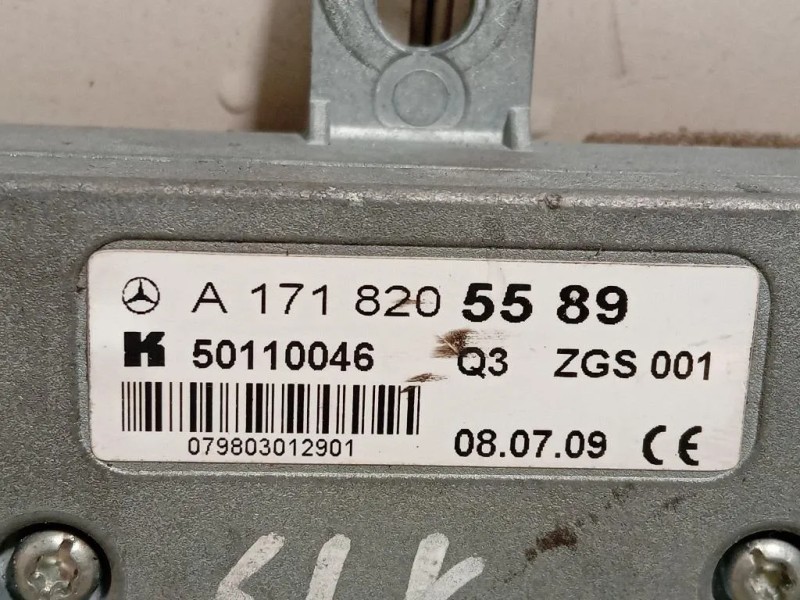 A 171 820 55 89
K 50110046 Q3 ZGS 001
079803012901 08.07.09 CE
SLK